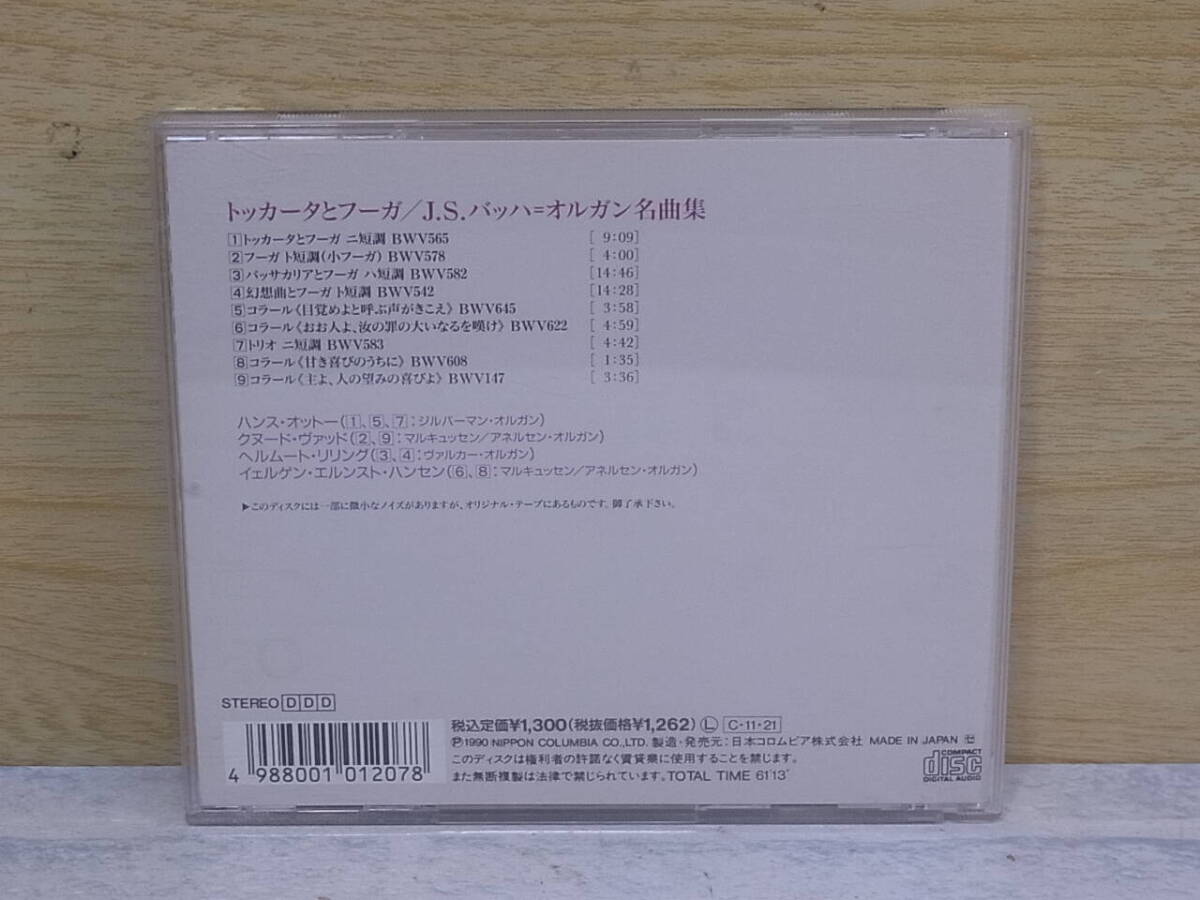 トッカータとフーガ/J.S.バッハ=オルガン名曲集
1 トッカータとフーガ ニ短調 BWV565 [ 9:09]
2 フーガ ト短調(小フーガ) BWV578 [ 4:00]
3 パッサカリアとフーガ ハ短調 BWV582 [14:46]
4 幻想曲とフーガ ト短調 BWV542 [14:28]
5 コラール《目覚めよと呼ぶ声がきこえ》 BWV645 [ 3:58]
6 コラール《おお人よ、汝の罪の大いなるを嘆け》 BWV622 [ 4:59]
7 トリオ ニ短調 BWV583 [ 4:42]
8 コラール《甘き喜びのうちに》 BWV608 [ 1:35]
9 コラール《主よ、人の望みの喜びよ》 BWV147 [ 3:36]
ハンス・オットー(1、5、7:ジルバーマン・オルガン)
クヌード・ヴァッド(2、9:マルキュッセン/アネルセン・オルガン)
ヘルムート・リリング(3、4:ヴァルカー・オルガン)
イェルゲン・エルンスト・ハンセン(6、8:マルキュッセン/アネルセン・オルガン)
▶このディスクには一部に微小なノイズがありますが、オリジナル・テープにあるものです。御了承下さい。
STEREO D D D
税込定価¥1,300(税抜価格¥1,262) Ⓛ C・11・21
Ⓟ1990 NIPPON COLUMBIA CO.,LTD. 製造・発売元:日本コロムビア株式会社 MADE IN JAPAN
このディスクは権利者の許諾なく賃貸業に使用することを禁じます。
また無断複製は法律で禁じられています。TOTAL TIME 61'13"
4 988001 012078
COMPACT
disc
DIGITAL AUDIO